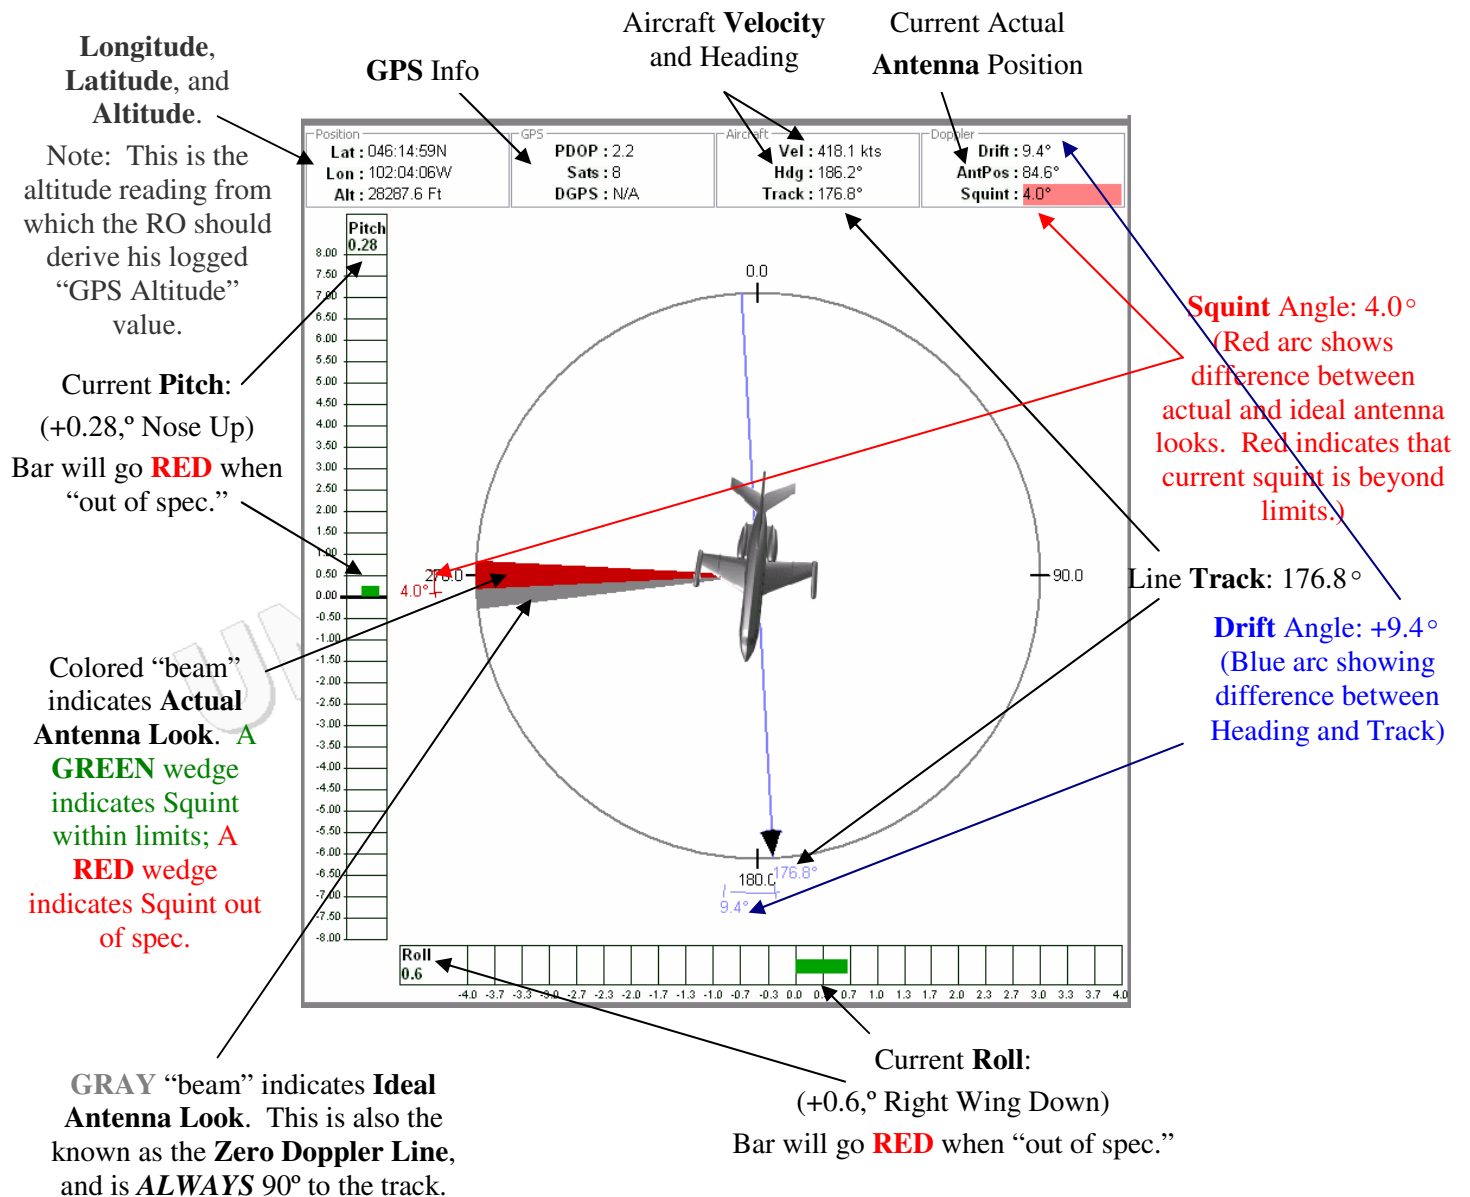 Longitude,
Latitude, and
Altitude.
Note: This is the
altitude reading from
which the RO should
derive his logged
“GPS Altitude”
value.
GPS Info
Aircraft Velocity
and Heading
Current Actual
Antenna Position
Position
Lat : 046:14:59N
Lon : 102:04:06W
Alt : 28287.6 Ft
GPS
PDOP : 2.2
Sats : 8
DGPS : N/A
Aircraft
Vel : 418.1 kts
Hdg : 186.2°
Track : 176.8°
Doppler
Drift : 9.4°
AntPos : 84.6°
Squint : 4.0°
Pitch
0.28
8.00
7.50
7.00
6.50
6.00
5.50
5.00
4.50
4.00
3.50
3.00
2.50
2.00
1.50
1.00
0.50
0.00
-0.50
-1.00
-1.50
-2.00
-2.50
-3.00
-3.50
-4.00
-4.50
-5.00
-5.50
-6.00
-6.50
-7.00
-7.50
-8.00
Current Pitch:
(+0.28,º Nose Up)
Bar will go RED when
“out of spec.”
Colored “beam”
indicates Actual
Antenna Look. A
GREEN wedge
indicates Squint
within limits; A
RED wedge
indicates Squint out
of spec.
0.0
90.0
180.0
270.0
4.0°
176.8°
9.4°
Squint Angle: 4.0°
(Red arc shows
difference between
actual and ideal antenna
looks. Red indicates that
current squint is beyond
limits.)
Line Track: 176.8°
Drift Angle: +9.4°
(Blue arc showing
difference between
Heading and Track)
Roll
0.6
-4.0 -3.7 -3.3 -3.0 -2.7 -2.3 -2.0 -1.7 -1.3 -1.0 -0.7 -0.3 0.0 0.3 0.7 1.0 1.3 1.7 2.0 2.3 2.7 3.0 3.3 3.7 4.0
GRAY “beam” indicates Ideal
Antenna Look. This is also the
known as the Zero Doppler Line,
and is ALWAYS 90º to the track.
Current Roll:
(+0.6,º Right Wing Down)
Bar will go RED when “out of spec.”